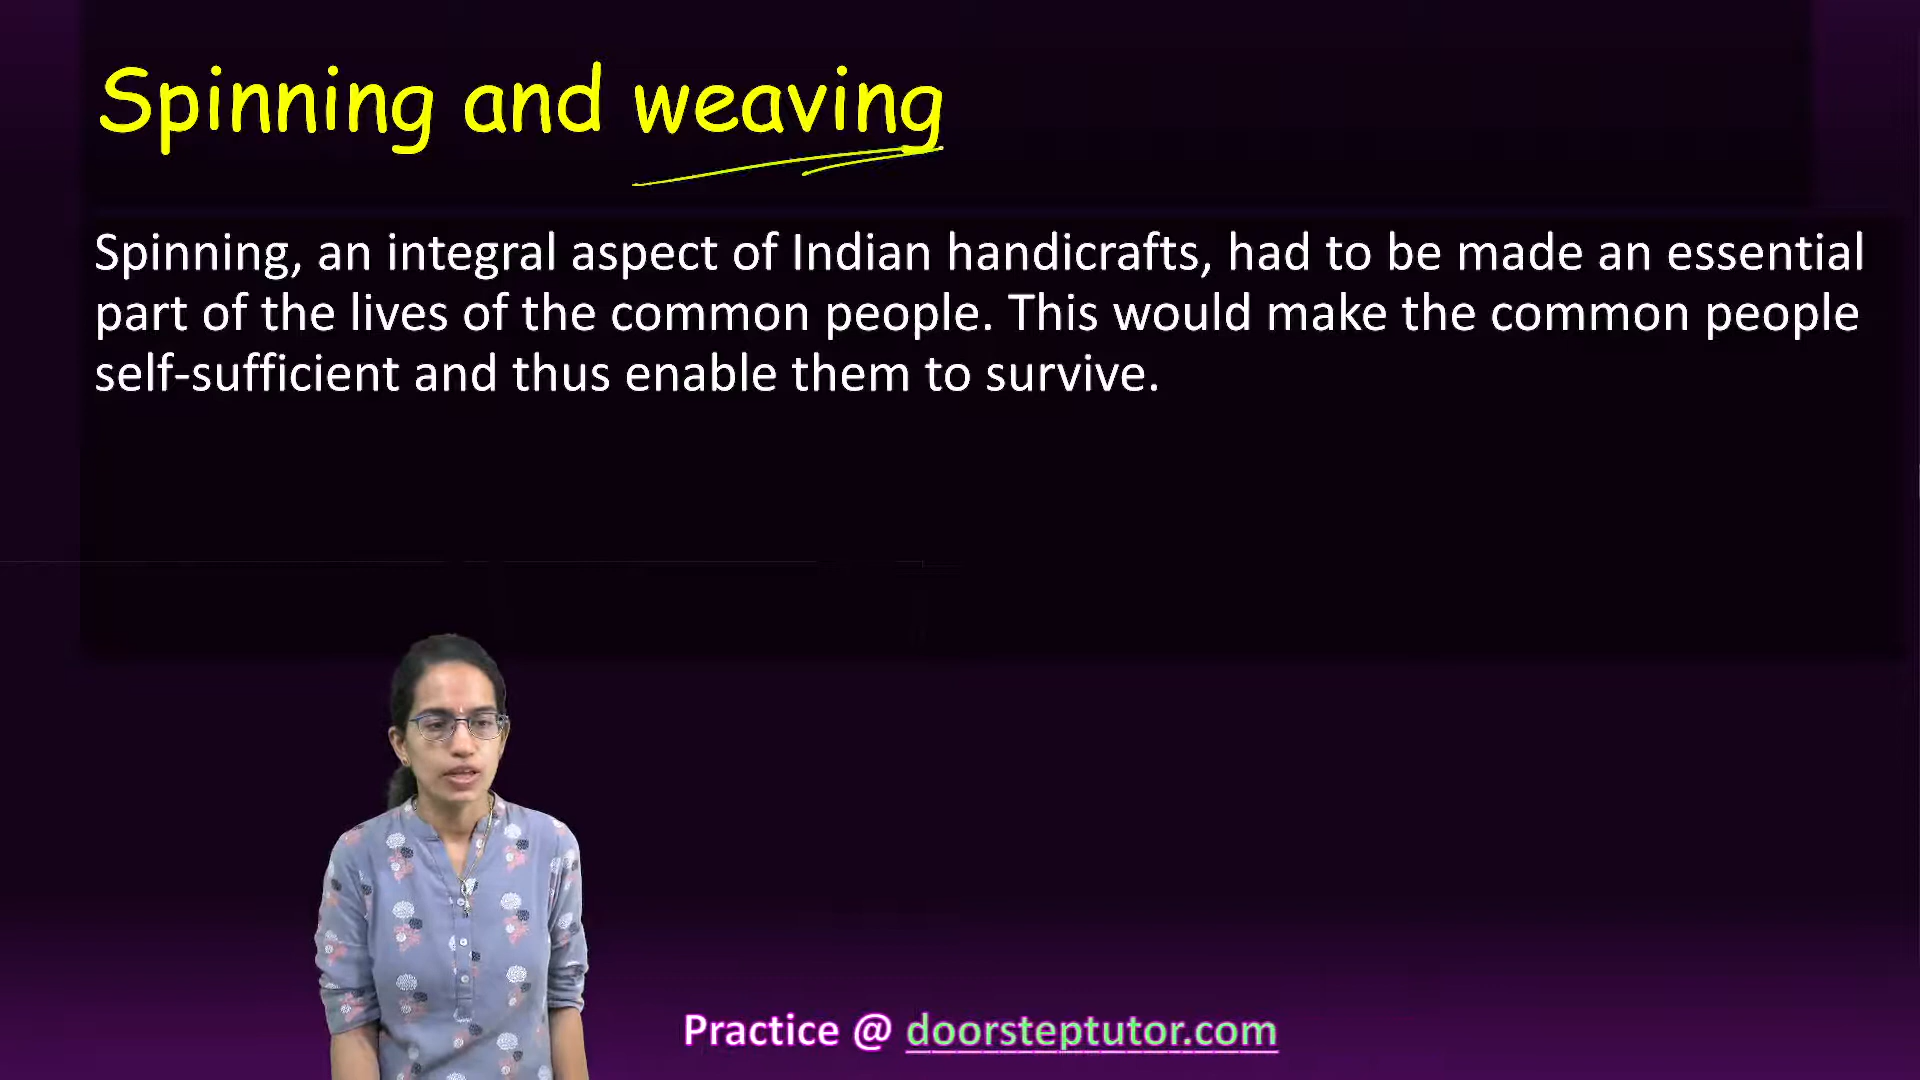 Spinning and weaving
Spinning, an integral aspect of Indian handicrafts, had to be made an essential
part of the lives of the common people. This would make the common people
self-sufficient and thus enable them to survive.
Practice @ doorsteptutor.com